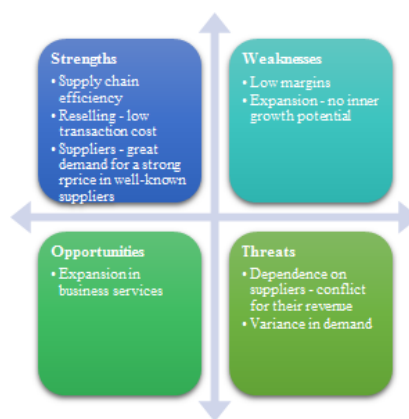 Strengths
• Supply chain
efficiency
• Reselling - low
transaction cost
• Suppliers - great
demand for a strong
rprice in well-known
suppliers
Weaknesses
• Low margins
• Expansion - no inner
growth potential
Opportunities
• Expansion in
business services
Threats
• Dependence on
suppliers - conflict
for their revenue
• Variance in demand